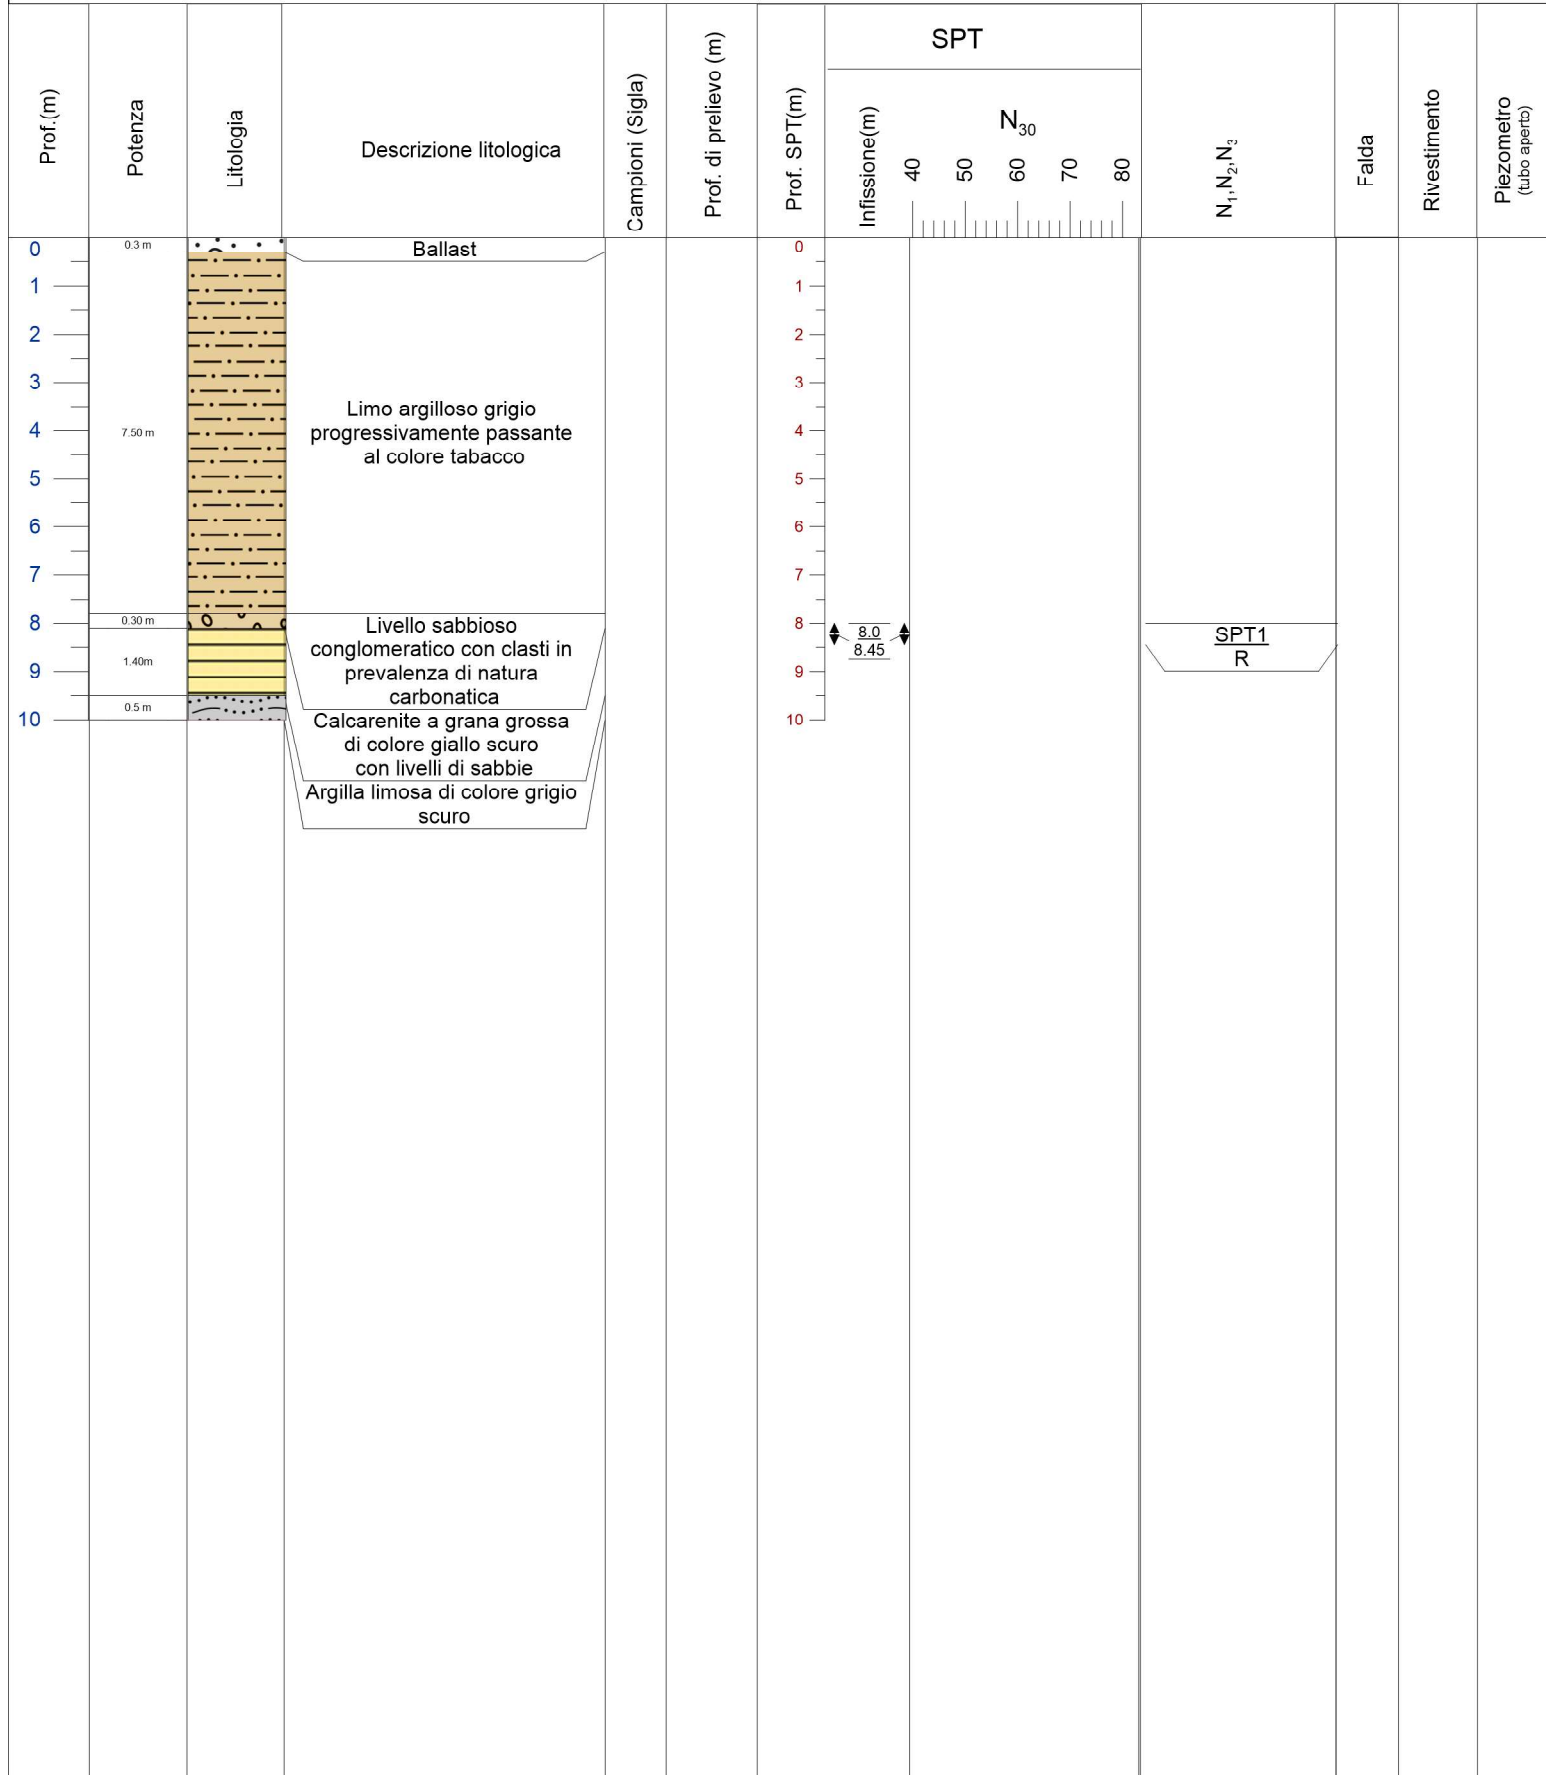 Prof.(m)
Potenza
Litologia
Descrizione litologica
Campioni (Sigla)
Prof. di prelievo (m)
Prof. SPT(m)
SPT
Infissione(m)
N₃₀
40
50
60
70
80
N₁,N₂,N₃
Falda
Rivestimento
Piezometro
(tubo aperto)
0
1
2
3
4
5
6
7
8
9
10
0.3 m
7.50 m
0.30 m
1.40m
0.5 m
Ballast
Limo argilloso grigio
progressivamente passante
al colore tabacco
Livello sabbioso
conglomeratico con clasti in
prevalenza di natura
carbonatica
Calcarenite a grana grossa
di colore giallo scuro
con livelli di sabbie
Argilla limosa di colore grigio
scuro
0
1
2
3
4
5
6
7
8
9
10
8.0
8.45
SPT1
R